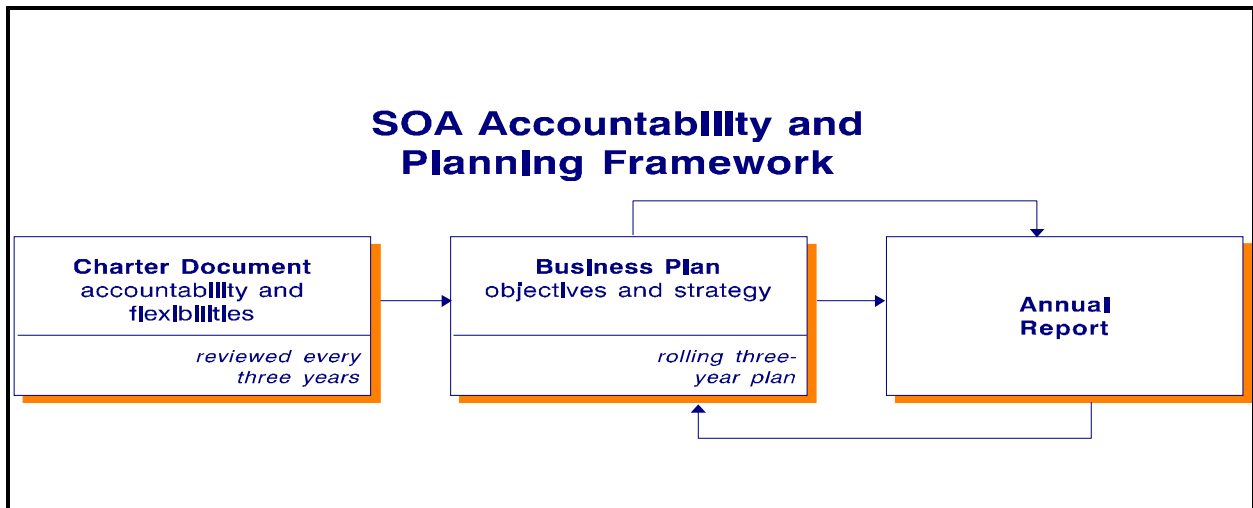 SOA Accountability and
Planning Framework
Charter Document
accountability and
flexibilities
reviewed every
three years
Business Plan
objectives and strategy
rolling three-
year plan
Annual
Report